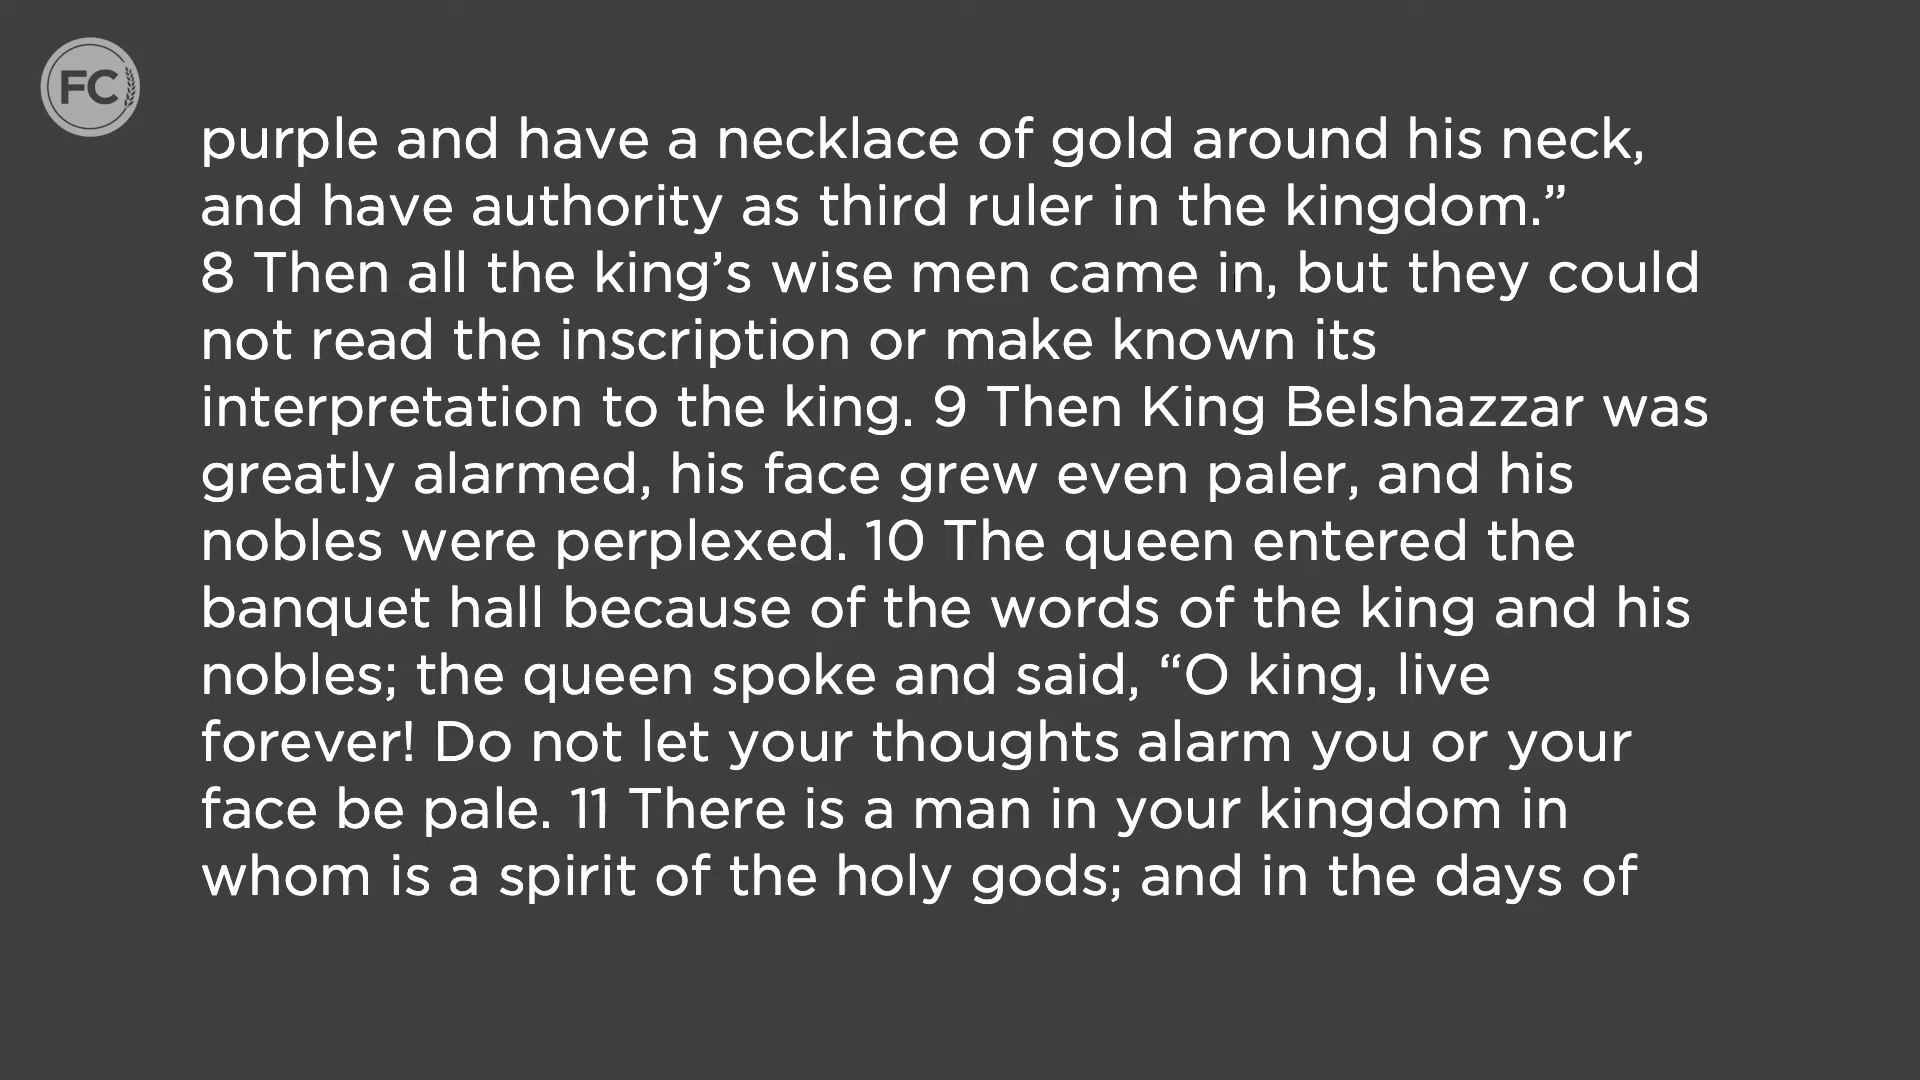 FC
purple and have a necklace of gold around his neck,
and have authority as third ruler in the kingdom.”
8 Then all the king’s wise men came in, but they could
not read the inscription or make known its
interpretation to the king. 9 Then King Belshazzar was
greatly alarmed, his face grew even paler, and his
nobles were perplexed. 10 The queen entered the
banquet hall because of the words of the king and his
nobles; the queen spoke and said, “O king, live
forever! Do not let your thoughts alarm you or your
face be pale. 11 There is a man in your kingdom in
whom is a spirit of the holy gods; and in the days of